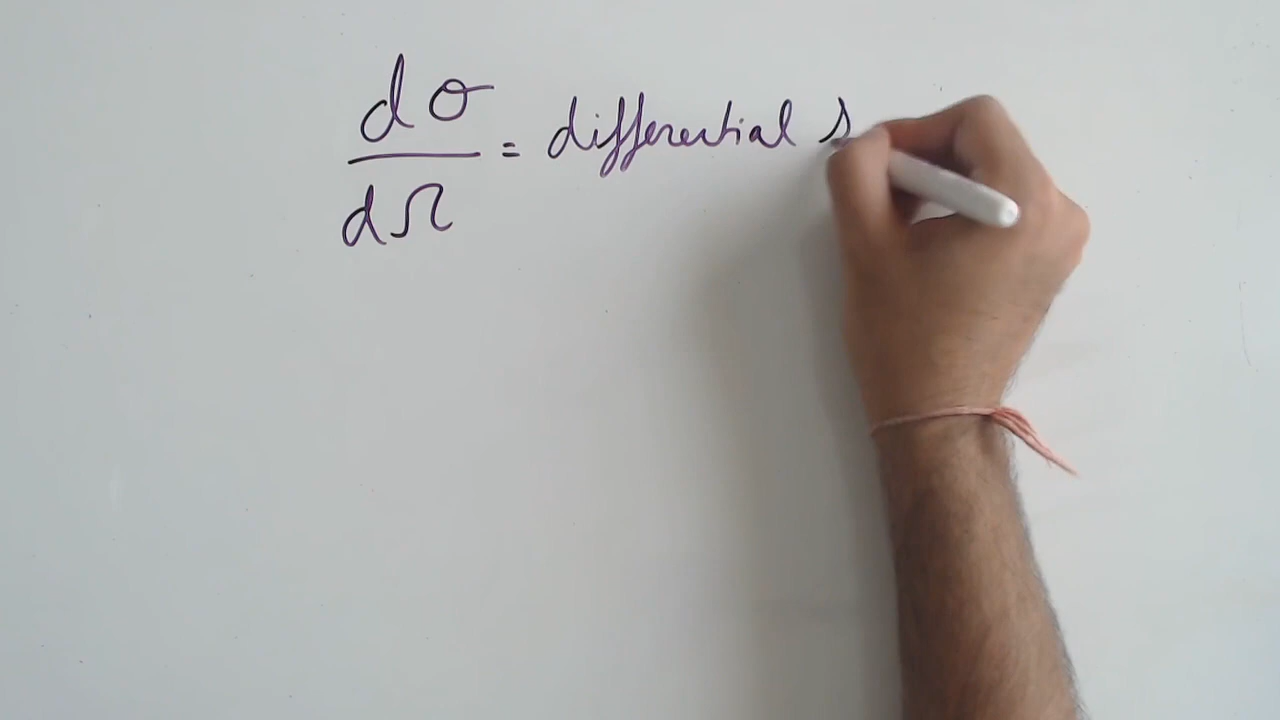 dσ
dΩ = differential s